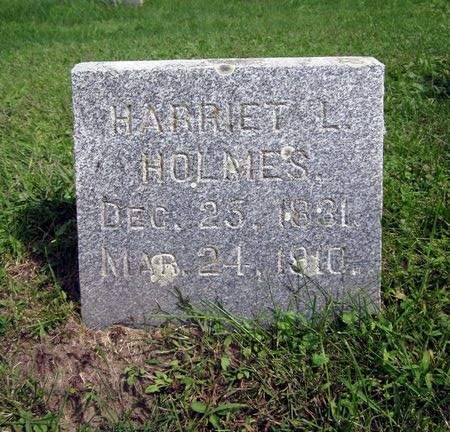 HARRIET L.
HOLMES.
DEC. 25, 1831.
MAR. 24, 1910.